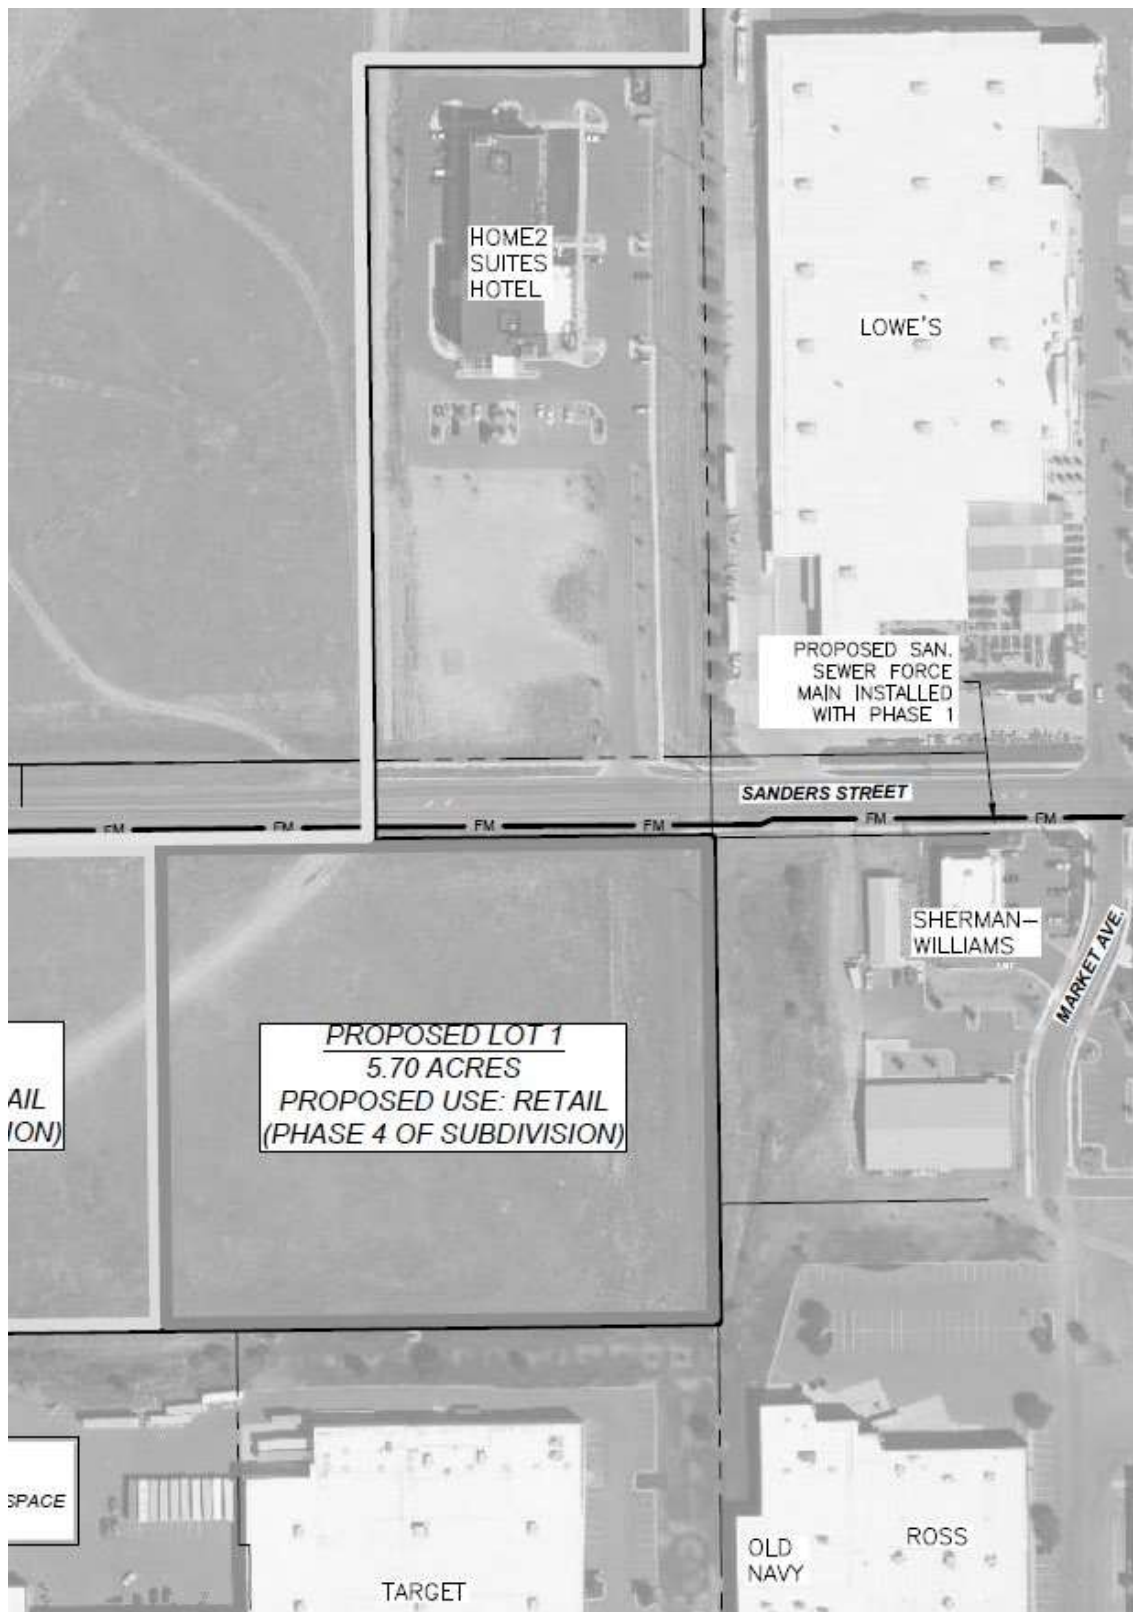 HOME2
SUITES
HOTEL
LOWE'S
PROPOSED SAN.
SEWER FORCE
MAIN INSTALLED
WITH PHASE 1
SANDERS STREET
FM FM FM FM FM FM
SHERMAN-
WILLIAMS
MARKET AVE.
PROPOSED LOT 1
5.70 ACRES
PROPOSED USE: RETAIL
(PHASE 4 OF SUBDIVISION)
AIL
ION)
SPACE
TARGET
OLD
NAVY
ROSS